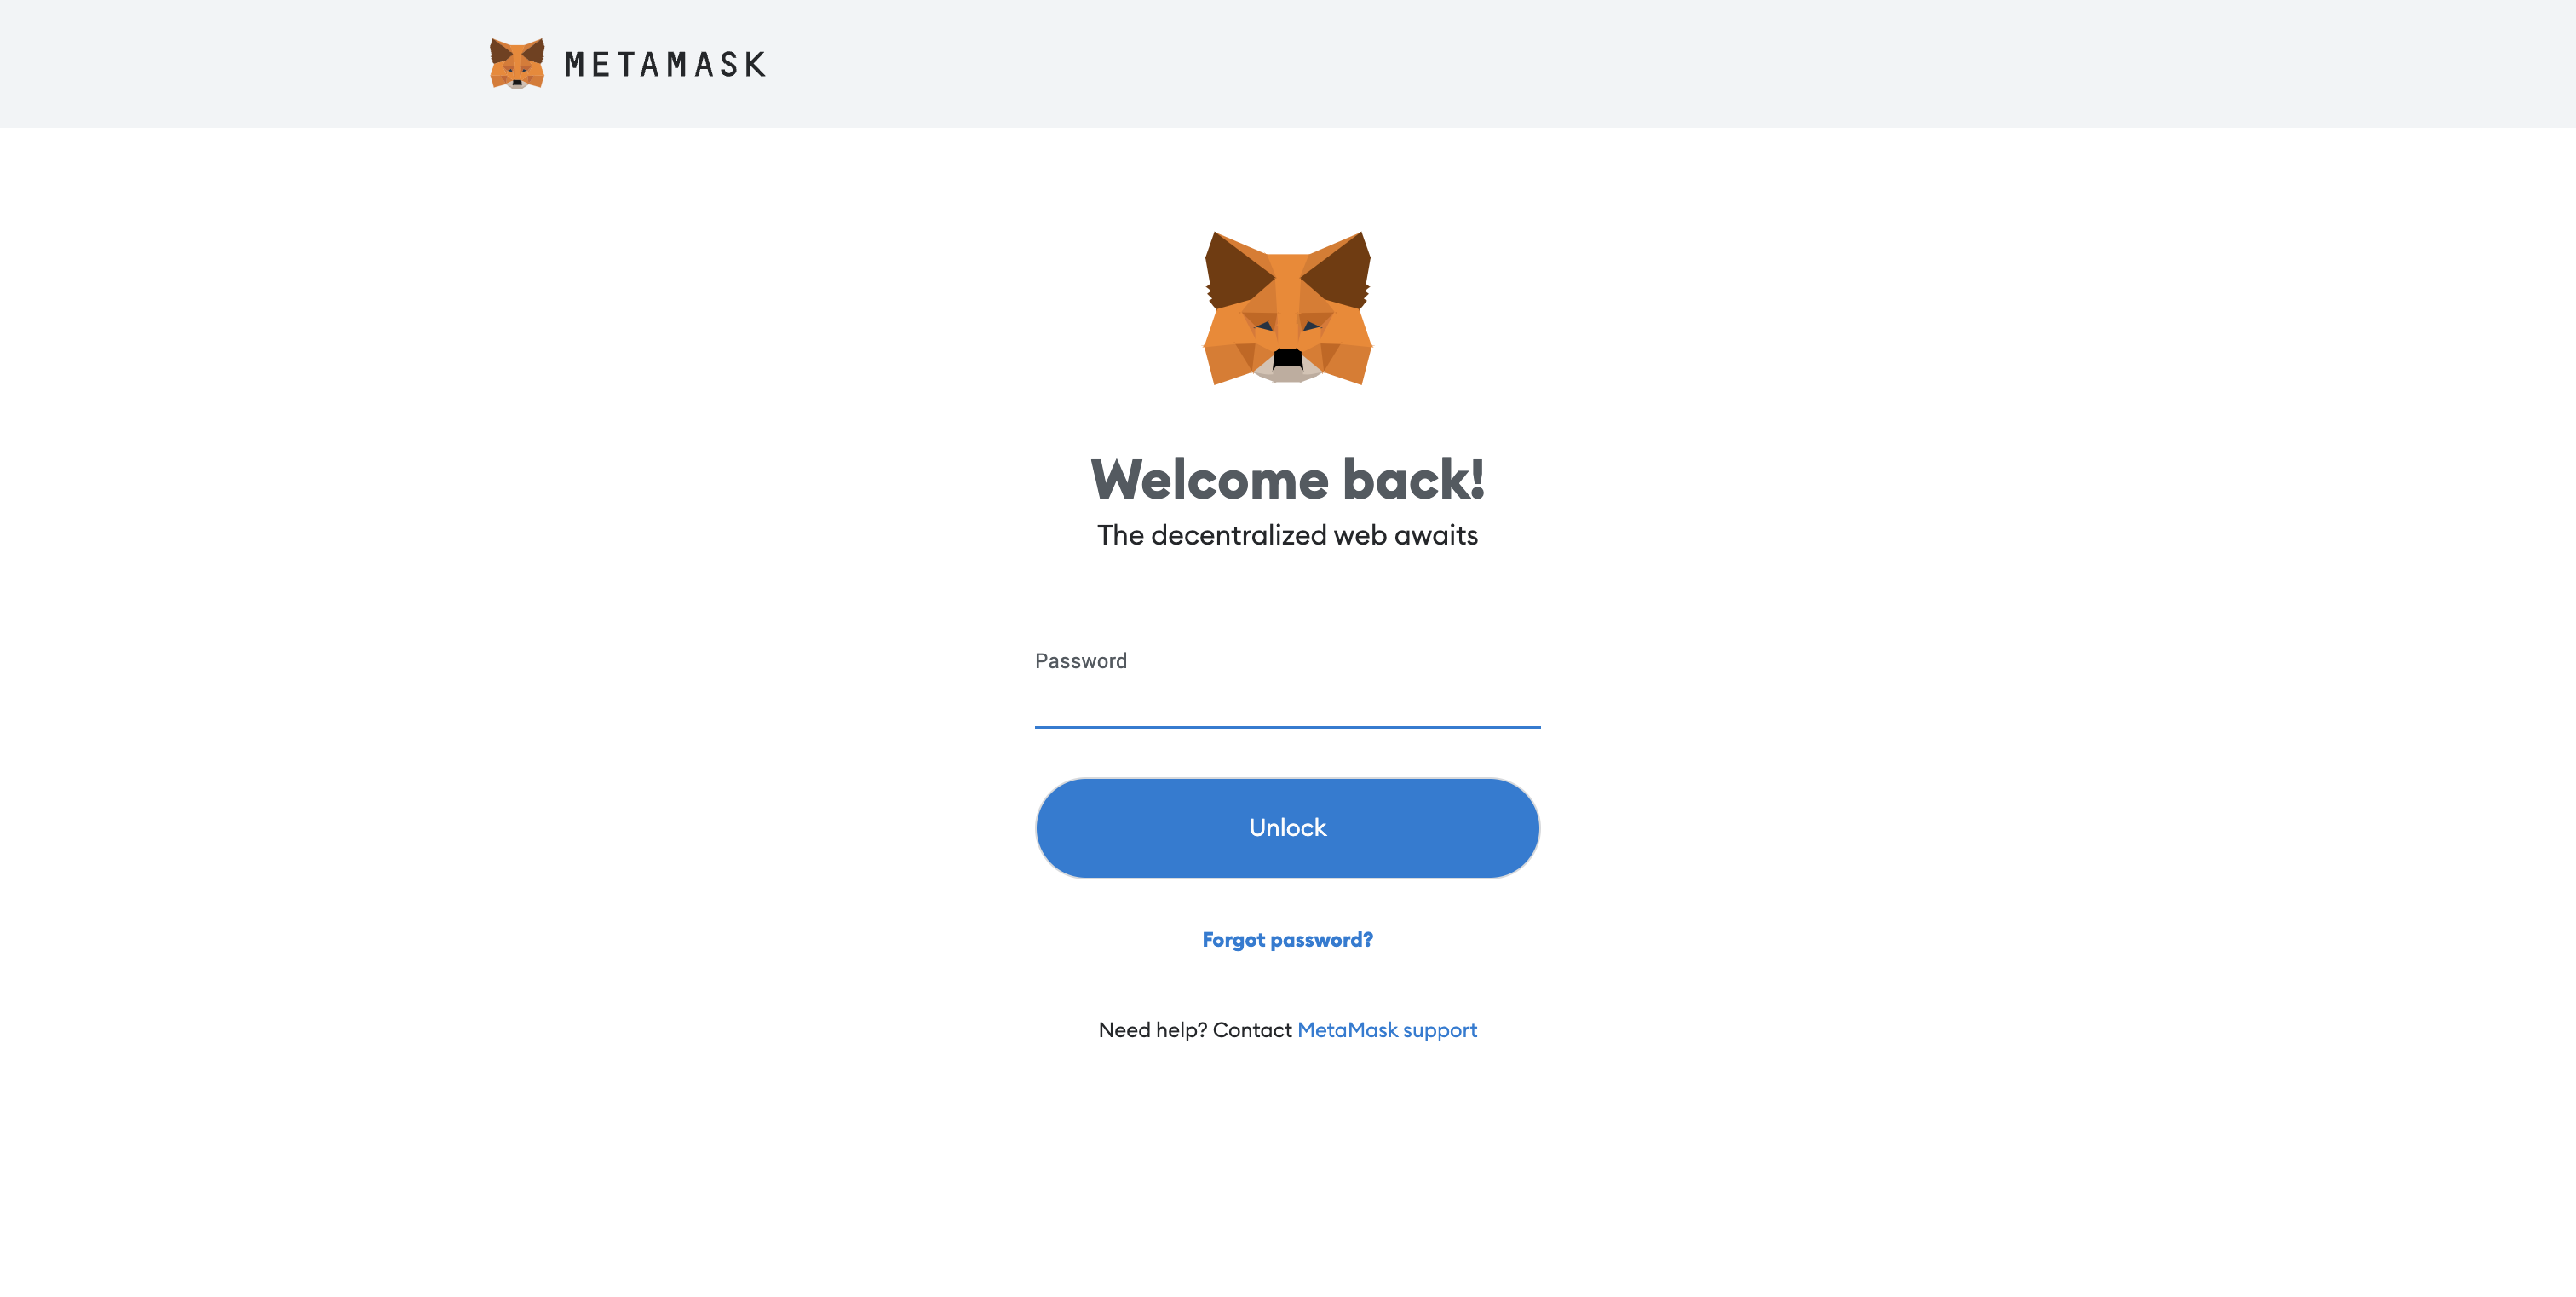 METAMASK
Welcome back!
The decentralized web awaits
Password
Unlock
Forgot password?
Need help? Contact MetaMask support